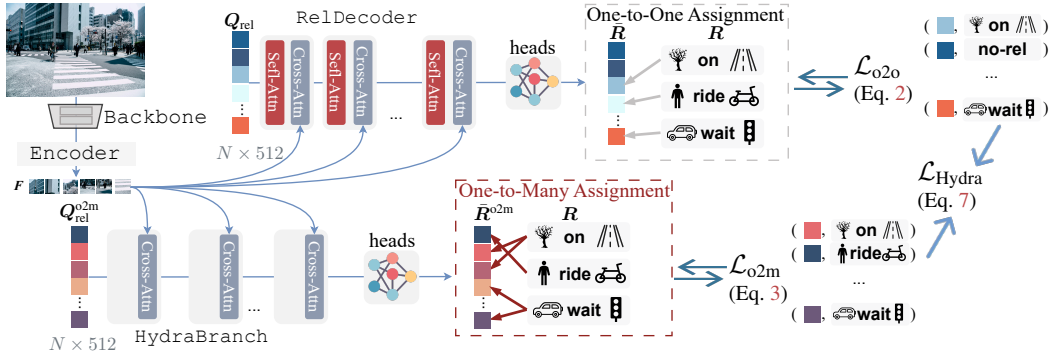 Q_rel
RelDecoder
Sefl-Attn
Cross-Attn
Sefl-Attn
Cross-Attn
...
Sefl-Attn
Cross-Attn
heads
N × 512
One-to-One Assignment
R̄ R
on
ride
wait
L_o2o
(Eq. 2)
( , on )
( , no-rel )
...
( , wait )
Backbone
Encoder
F
Q_rel^o2m
Cross-Attn
Cross-Attn
...
Cross-Attn
HydraBranch
N × 512
heads
One-to-Many Assignment
R̄^o2m R
on
ride
wait
L_o2m
(Eq. 3)
L_Hydra
(Eq. 7)
( , on )
( , ride )
...
( , wait )